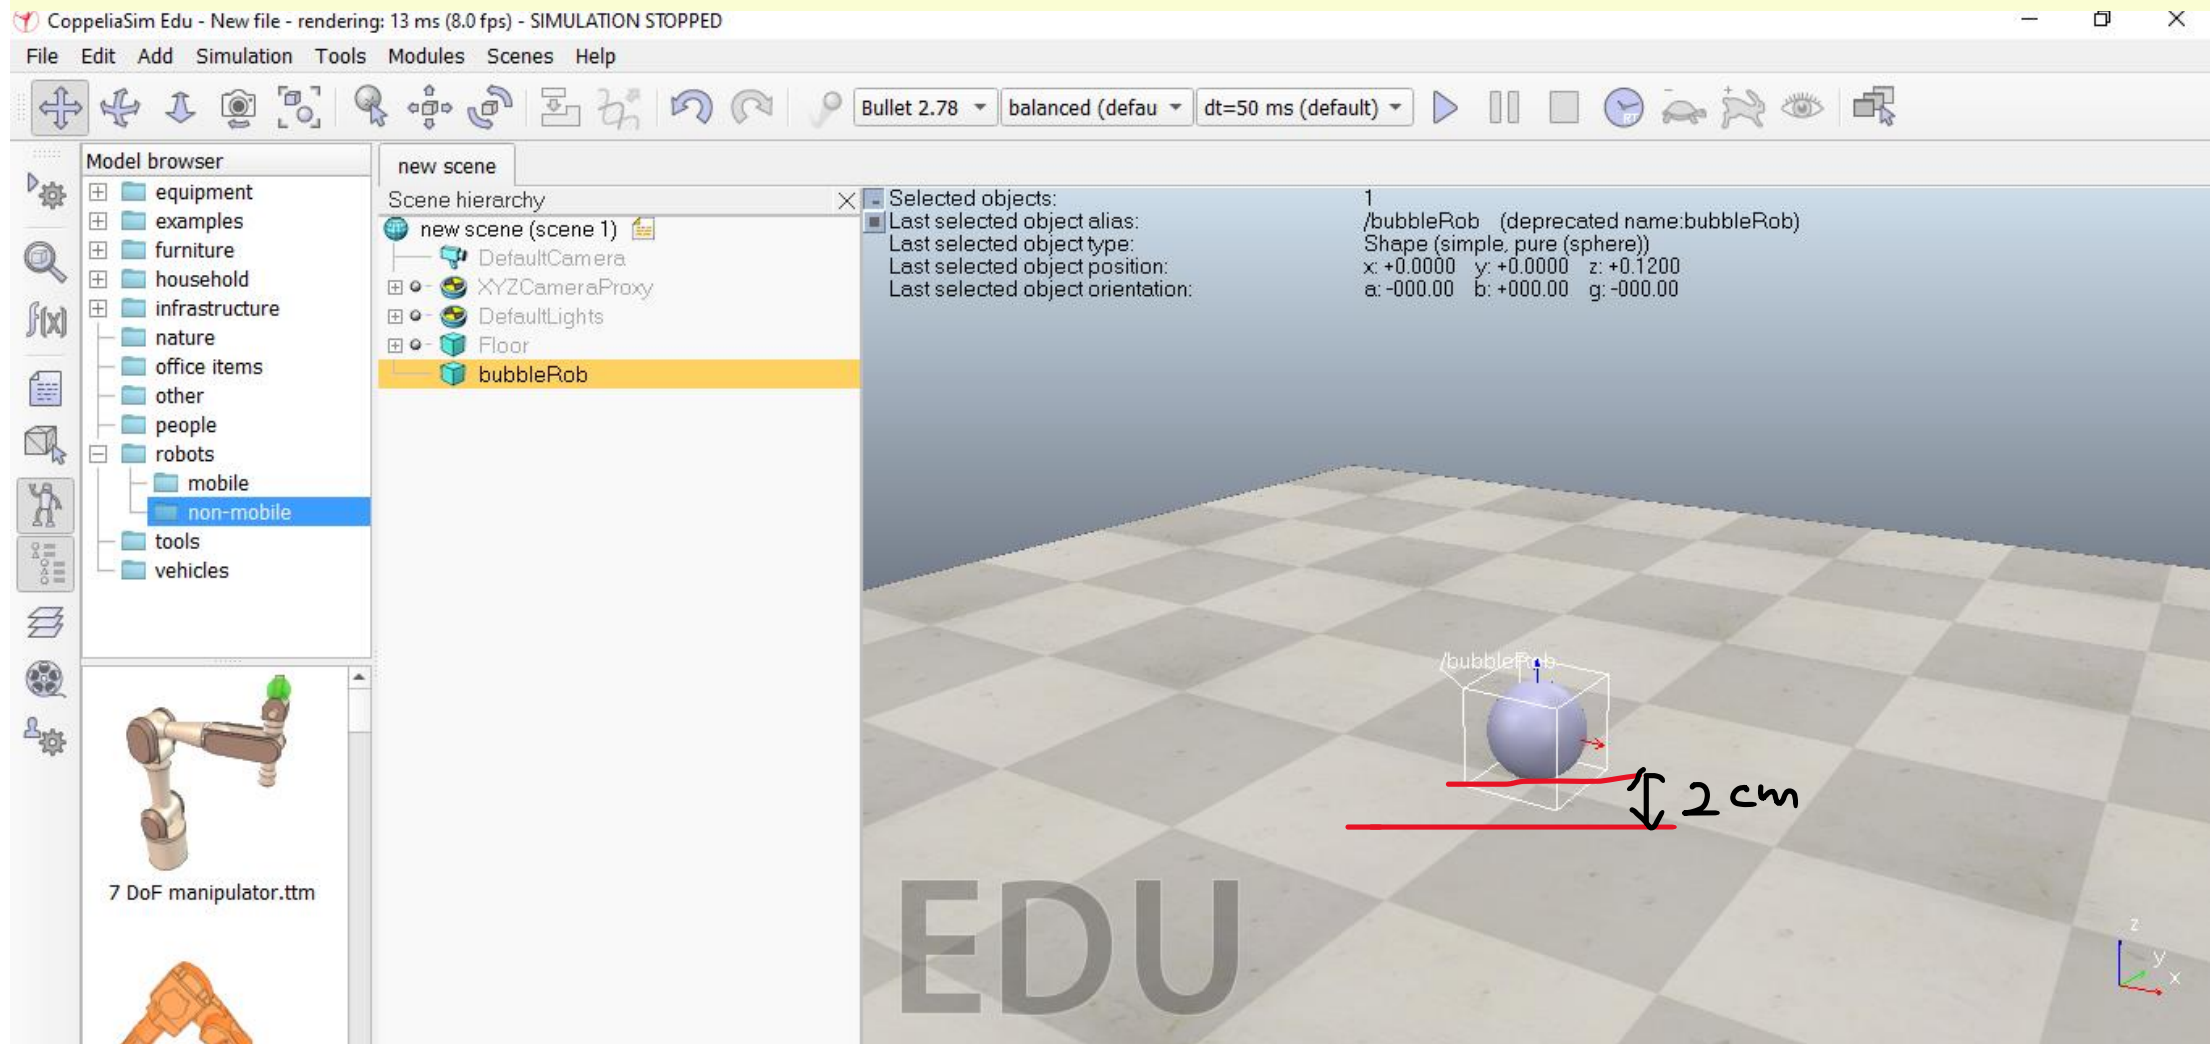 CoppeliaSim Edu - New file - rendering: 13 ms (8.0 fps) - SIMULATION STOPPED
File Edit Add Simulation Tools Modules Scenes Help
Bullet 2.78 balanced (defau dt=50 ms (default)
RT
f(x)
Model browser
equipment
examples
furniture
household
infrastructure
nature
office items
other
people
robots
mobile
non-mobile
tools
vehicles
7 DoF manipulator.ttm
new scene
Scene hierarchy
new scene (scene 1)
DefaultCamera
XYZCameraProxy
DefaultLights
Floor
bubbleRob
Selected objects: 1
Last selected object alias: /bubbleRob (deprecated name:bubbleRob)
Last selected object type: Shape (simple, pure (sphere))
Last selected object position: x: +0.0000 y: +0.0000 z: +0.1200
Last selected object orientation: a: -000.00 b: +000.00 g: -000.00
/bubbleRob
2 cm
EDU
z
y
x